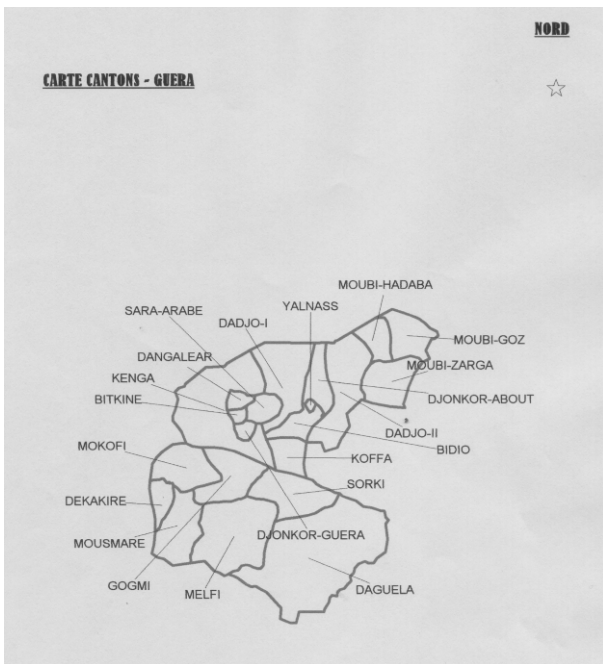 NORD
CARTE CANTONS - GUERA
MOUBI-HADABA
YALNASS
SARA-ARABE
DADJO-I
MOUBI-GOZ
DANGALEAR
MOUBI-ZARGA
KENGA
BITKINE
DJONKOR-ABOUT
DADJO-II
MOKOFI
BIDIO
KOFFA
SORKI
DEKAKIRE
DJONKOR-GUERA
MOUSMARE
GOGMI
MELFI
DAGUELA